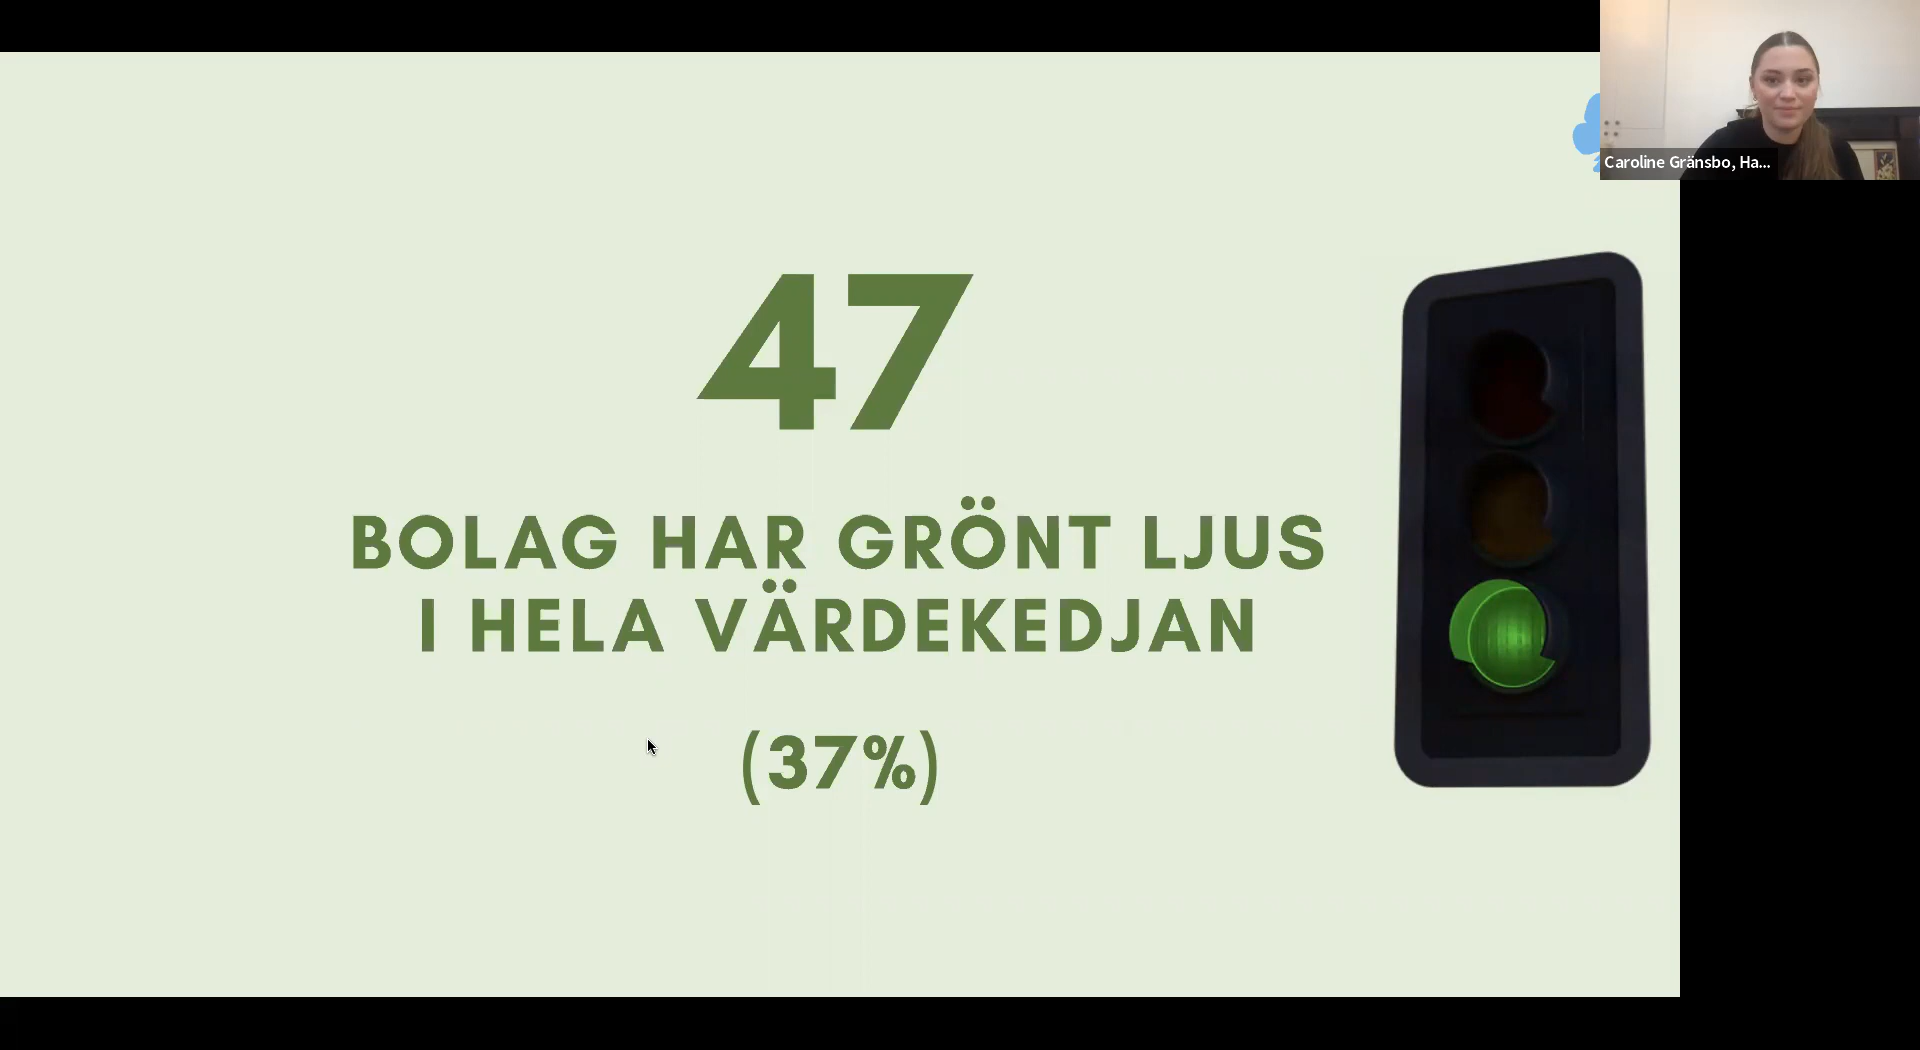 Caroline Gränsbo, Ha...
47
BOLAG HAR GRÖNT LJUS
I HELA VÄRDEKEDJAN
(37%)